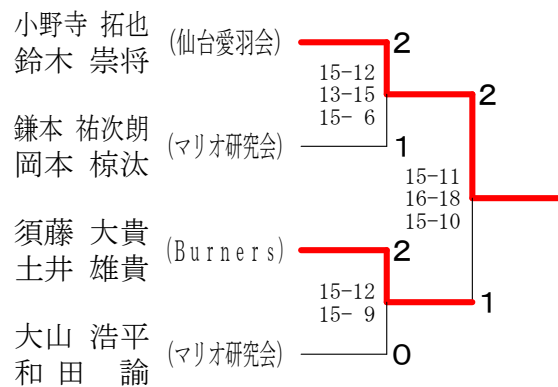 小野寺 拓也
鈴木 崇将
(仙台愛羽会)
2
15-12
13-15
15- 6
2
鎌本 祐次朗
岡本 椋汰
(マリオ研究会)
1
15-11
16-18
15-10
須藤 大貴
土井 雄貴
(Burners)
2
15-12
15- 9
1
大山 浩平
和田 諭
(マリオ研究会)
0